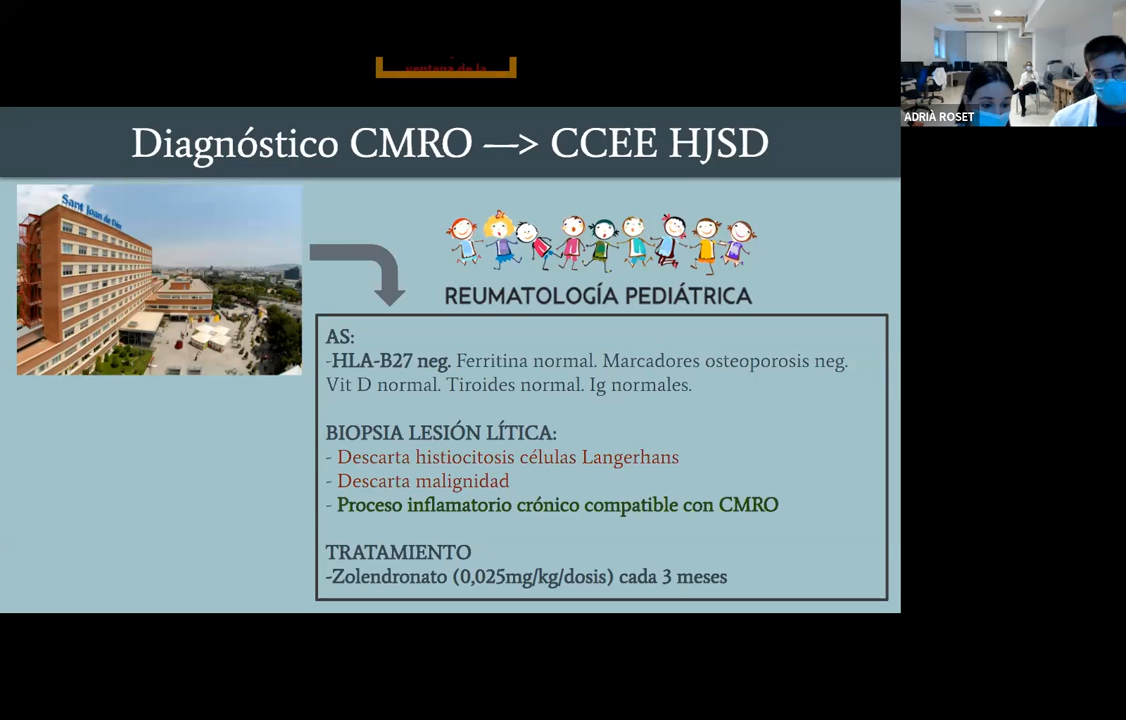 ventana de la
Diagnóstico CMRO —> CCEE HJSD
ADRIÀ ROSET
Sant Joan de Déu
REUMATOLOGÍA PEDIÁTRICA
AS:
-HLA-B27 neg. Ferritina normal. Marcadores osteoporosis neg.
Vit D normal. Tiroides normal. Ig normales.
BIOPSIA LESIÓN LÍTICA:
- Descarta histiocitosis células Langerhans
- Descarta malignidad
- Proceso inflamatorio crónico compatible con CMRO
TRATAMIENTO
-Zolendronato (0,025mg/kg/dosis) cada 3 meses